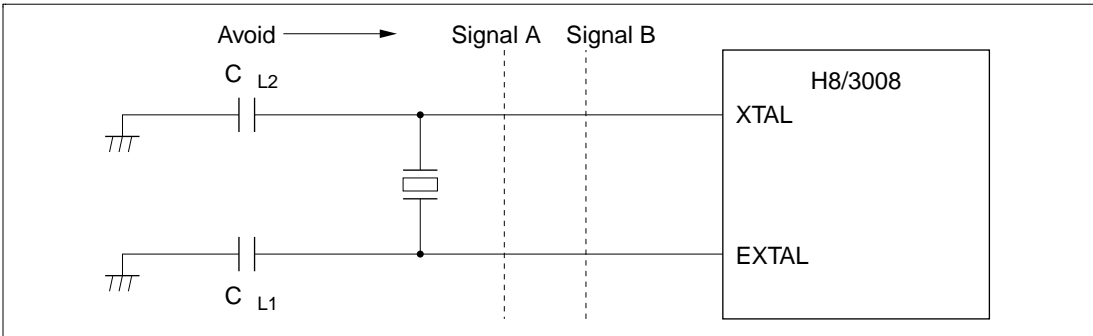 Avoid
Signal A
Signal B
C L2
H8/3008
XTAL
EXTAL
C L1